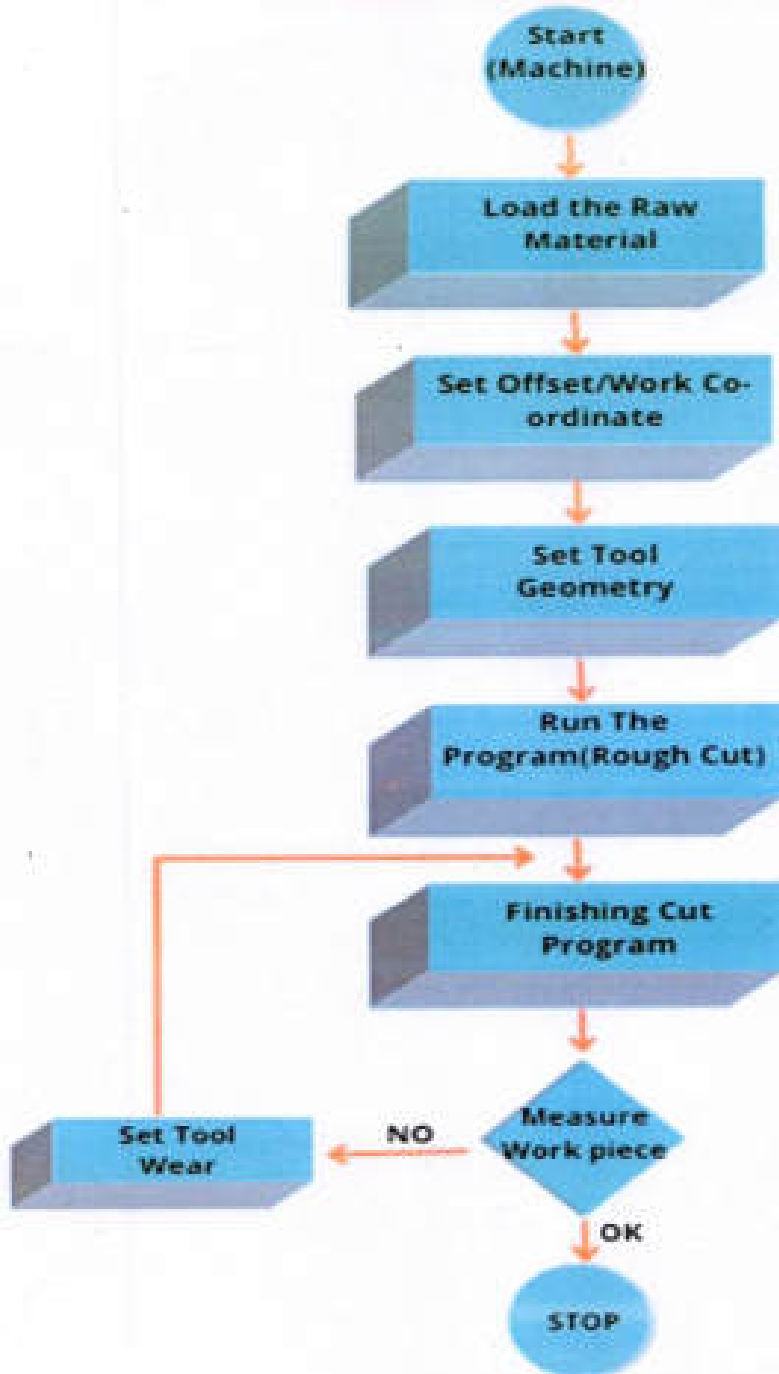 Start
(Machine)
Load the Raw
Material
Set Offset/Work Co-
ordinate
Set Tool
Geometry
Run The
Program(Rough Cut)
Finishing Cut
Program
Measure
Work piece
NO
Set Tool
Wear
OK
STOP